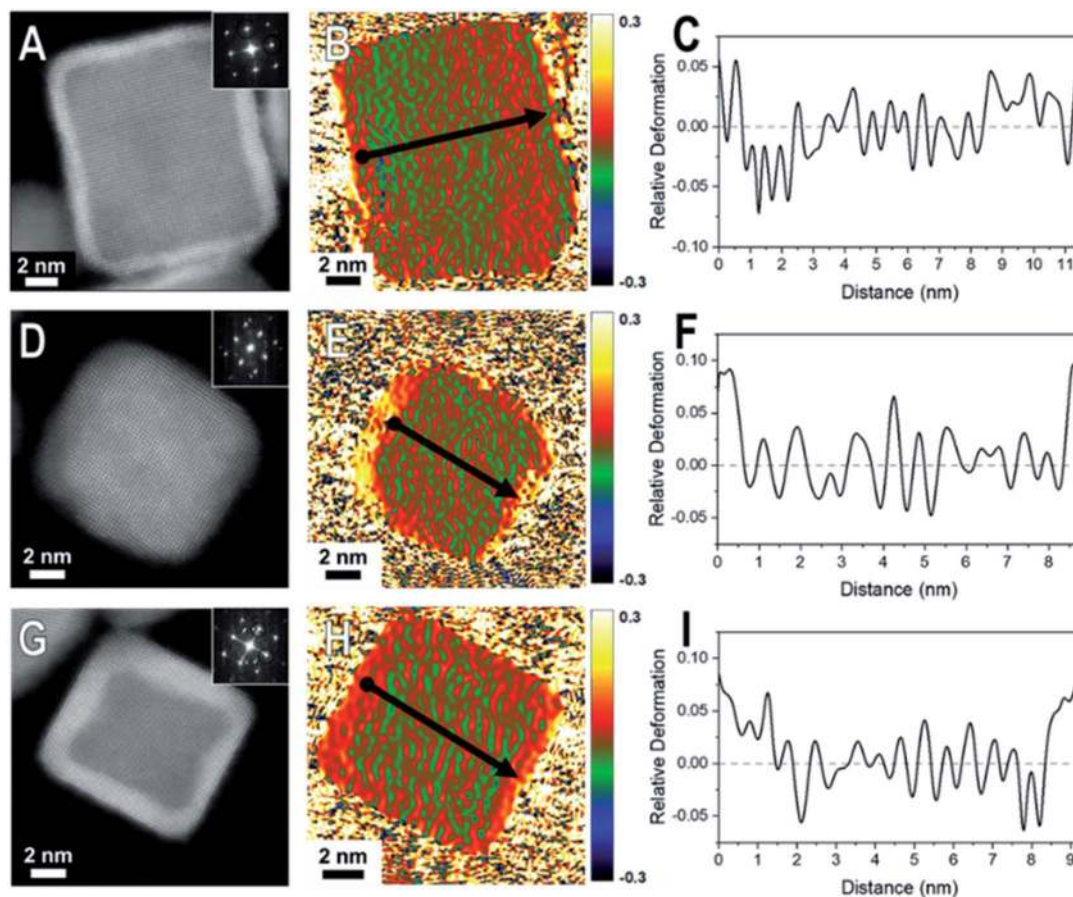 A
2 nm
B
0.3
-0.3
2 nm
C
Relative Deformation
0.05
0.00
-0.05
-0.10
0 1 2 3 4 5 6 7 8 9 10 11
Distance (nm)
D
2 nm
E
0.3
-0.3
2 nm
F
Relative Deformation
0.10
0.05
0.00
-0.05
0 1 2 3 4 5 6 7 8
Distance (nm)
G
2 nm
H
0.3
-0.3
2 nm
I
Relative Deformation
0.10
0.05
0.00
-0.05
0 1 2 3 4 5 6 7 8 9
Distance (nm)